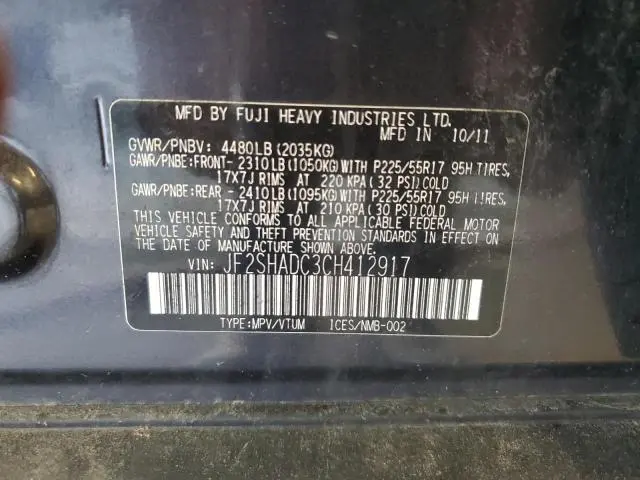 MFD BY FUJI HEAVY INDUSTRIES LTD.
MFD IN 10/11
GVWR/PNBV: 4480LB (2035KG)
GAWR/PNBE:FRONT- 2310LB(1050KG) WITH P225/55R17 95H TIRES,
17X7J RIMS AT 220 KPA( 32 PSI) COLD
GAWR/PNBE:REAR - 2410LB(1095KG) WITH P225/55R17 95H TIRES,
17X7J RIMS AT 210 KPA( 30 PSI) COLD
THIS VEHICLE CONFORMS TO ALL APPLICABLE FEDERAL MOTOR
VEHICLE SAFETY AND THEFT PREVENTION STANDARDS IN EFFECT ON
THE DATE OF MANUFACTURE SHOWN ABOVE.
VIN: JF2SHADC3CH412917
TYPE:MPV/VTUM ICES/NMB-002